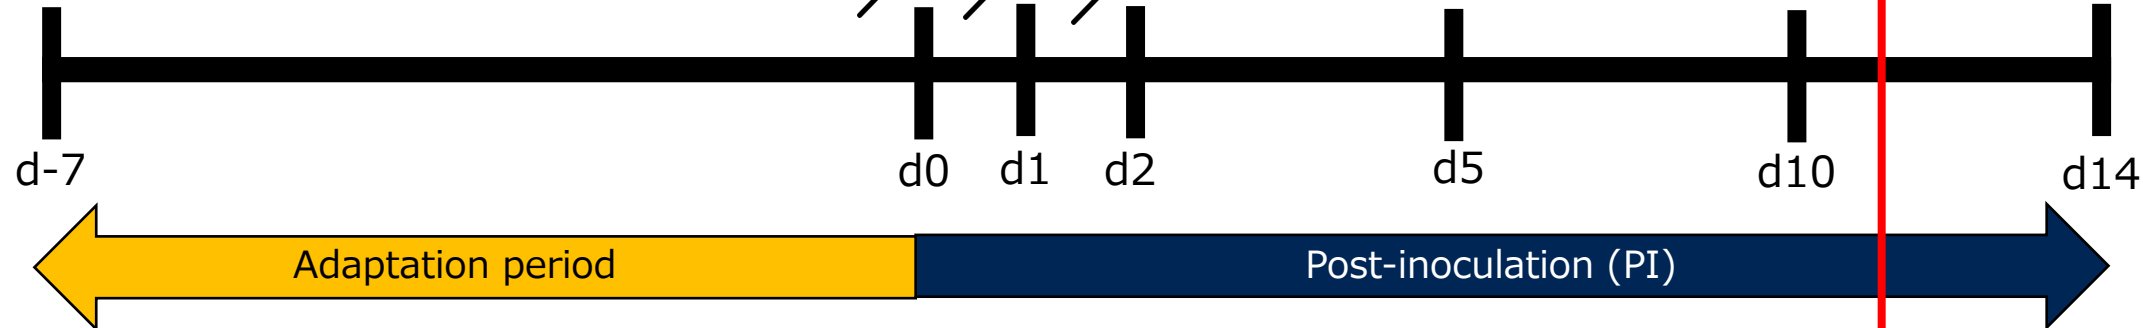 d-7 d0 d1 d2 d5 d10 d14
Adaptation period Post-inoculation (PI)